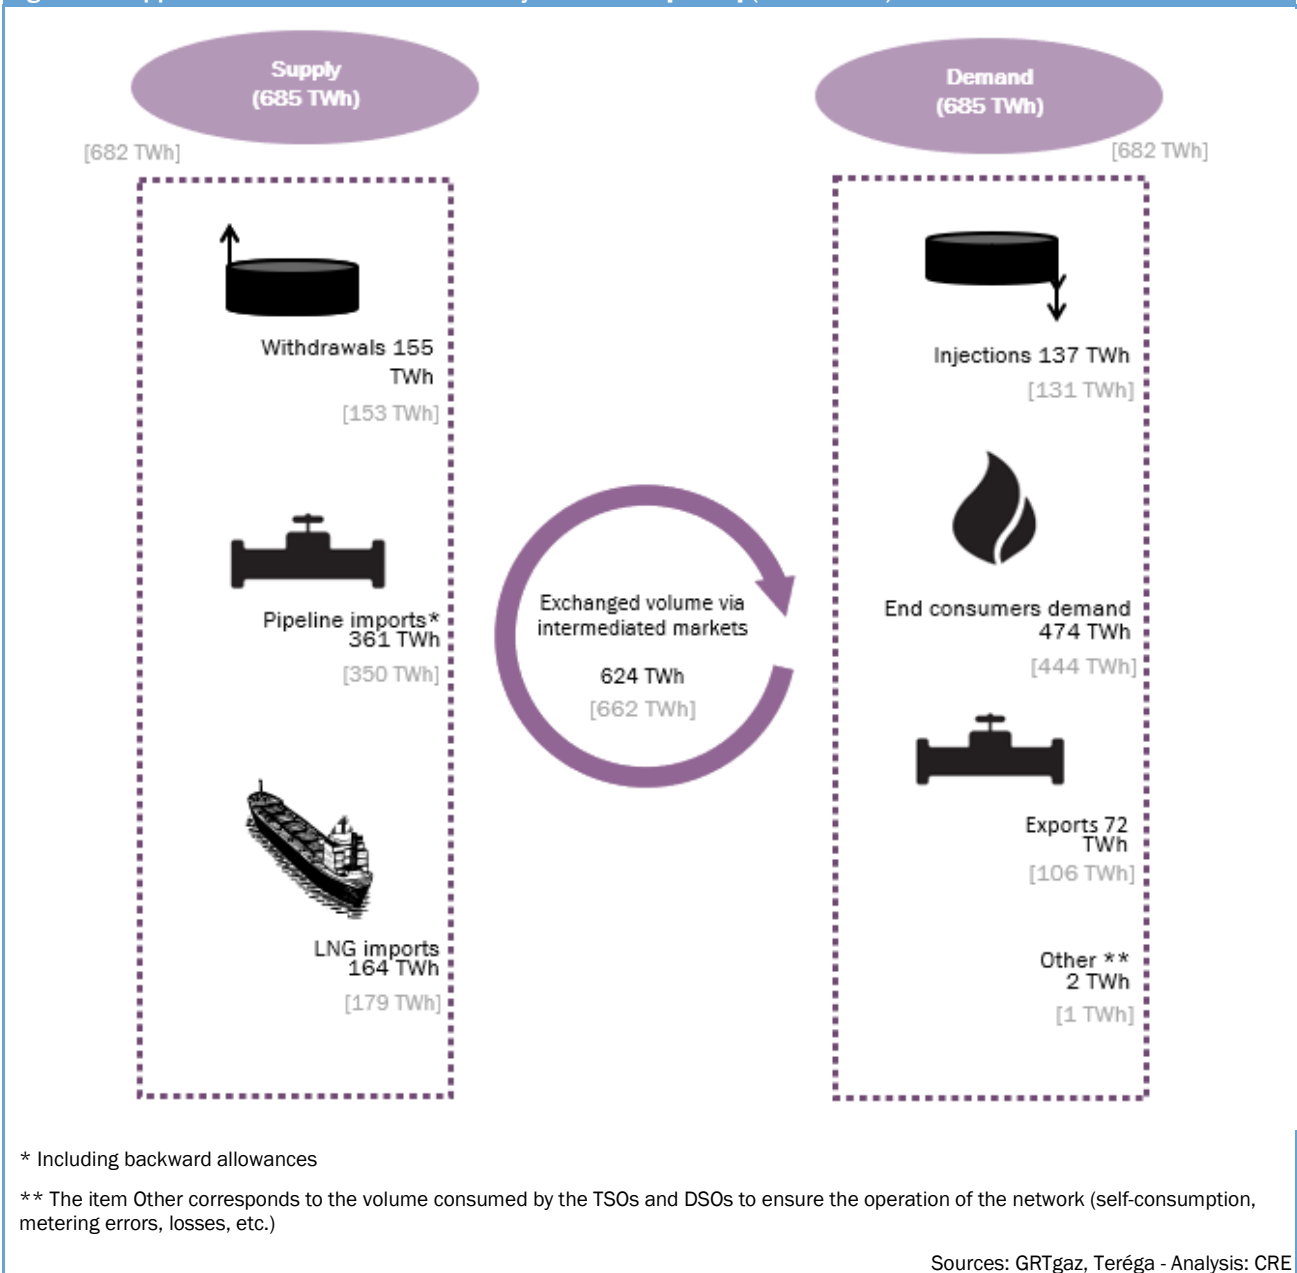 Supply
(685 TWh)
[682 TWh]
Withdrawals 155
TWh
[153 TWh]
Pipeline imports*
361 TWh
[350 TWh]
LNG imports
164 TWh
[179 TWh]
Exchanged volume via
intermediated markets
624 TWh
[662 TWh]
Demand
(685 TWh)
[682 TWh]
Injections 137 TWh
[131 TWh]
End consumers demand
474 TWh
[444 TWh]
Exports 72
TWh
[106 TWh]
Other **
2 TWh
[1 TWh]
* Including backward allowances
** The item Other corresponds to the volume consumed by the TSOs and DSOs to ensure the operation of the network (self-consumption,
metering errors, losses, etc.)
Sources: GRTgaz, Teréga - Analysis: CRE